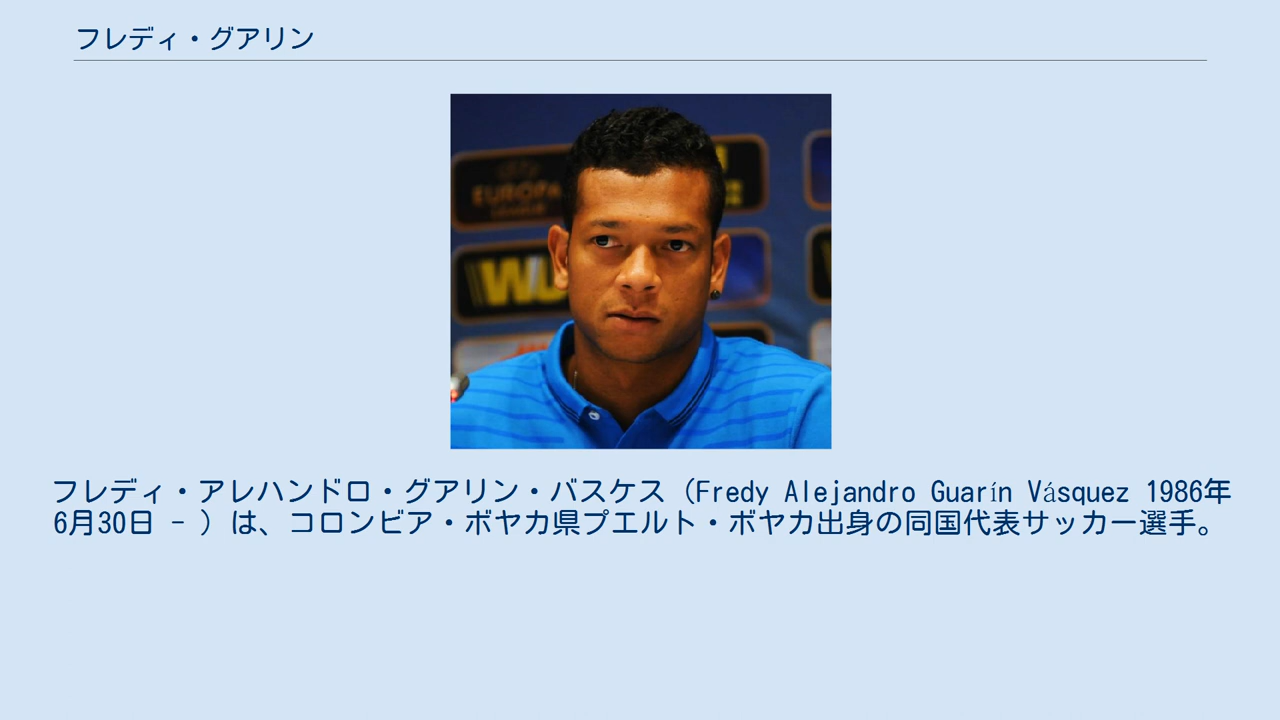 フレディ・グアリン
EUROPA
LEAGUE
WU
フレディ・アレハンドロ・グアリン・バスケス（Fredy Alejandro Guarín Vásquez 1986年
6月30日 - ）は、コロンビア・ボヤカ県プエルト・ボヤカ出身の同国代表サッカー選手。